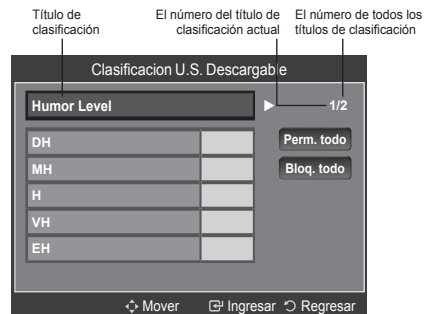 Título de
clasificación
El número del título de
clasificación actual
El número de todos los
títulos de clasificación
Clasificacion U.S. Descargable
Humor Level
1/2
DH
MH
H
VH
EH
Perm. todo
Bloq. todo
Mover
Ingresar
Regresar